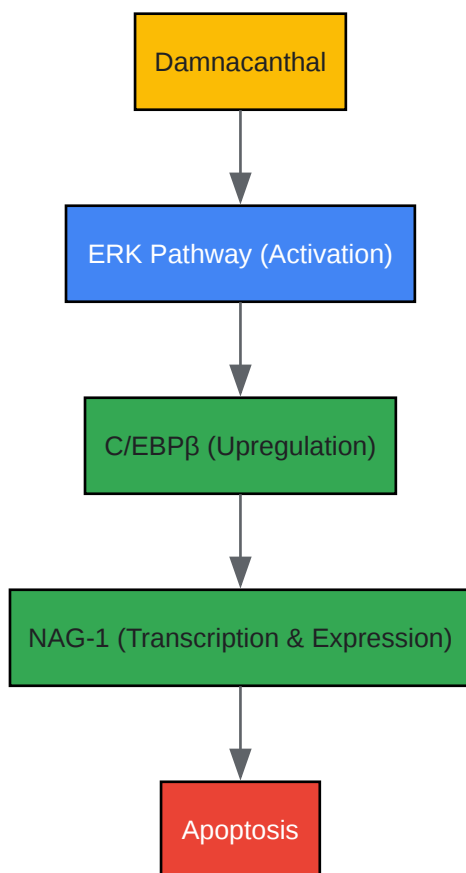 Damnacanthal
ERK Pathway (Activation)
C/EBPβ (Upregulation)
NAG-1 (Transcription & Expression)
Apoptosis